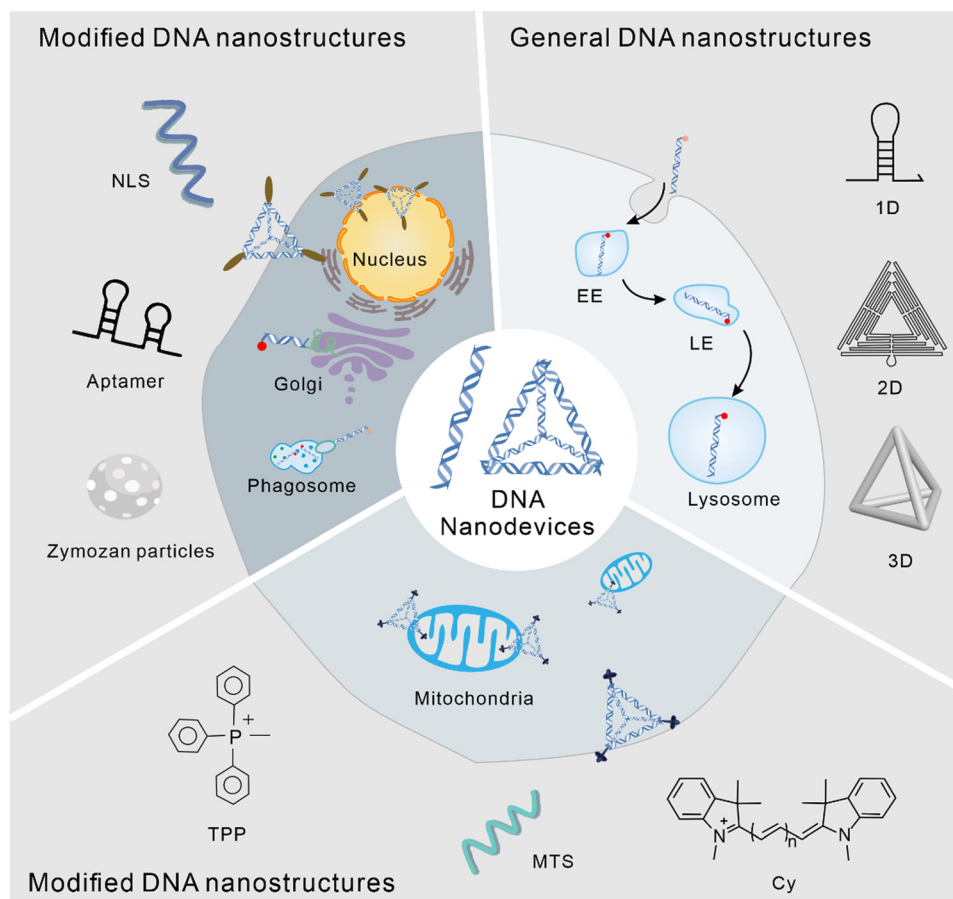 Modified DNA nanostructures
General DNA nanostructures
NLS
1D
Nucleus
EE
LE
2D
Aptamer
Golgi
Phagosome
Lysosome
DNA
Nanodevices
Zymozan particles
3D
Mitochondria
P
+
TPP
MTS
N
+
n
N
Cy
Modified DNA nanostructures